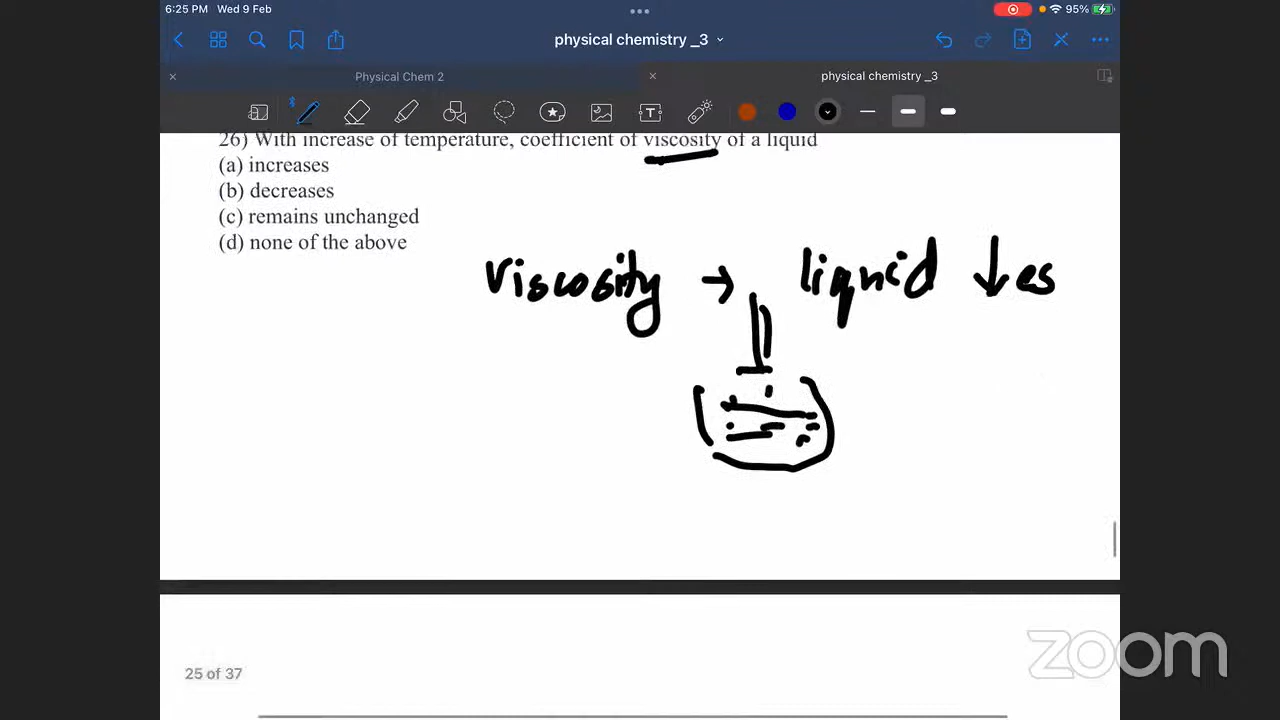 6:25 PM Wed 9 Feb
95%
physical chemistry _3
Physical Chem 2
physical chemistry _3
26) With increase of temperature, coefficient of viscosity of a liquid
(a) increases
(b) decreases
(c) remains unchanged
(d) none of the above
Viscosity → liquid ↓es
25 of 37
zoom